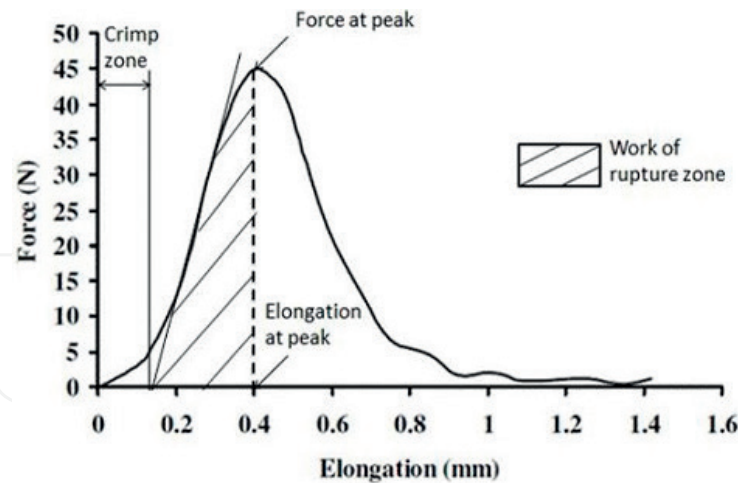 50
45
40
35
30
25
20
15
10
5
0
Force (N)
Crimp
zone
Force at peak
Work of
rupture zone
Elongation
at peak
0 0.2 0.4 0.6 0.8 1 1.2 1.4 1.6
Elongation (mm)